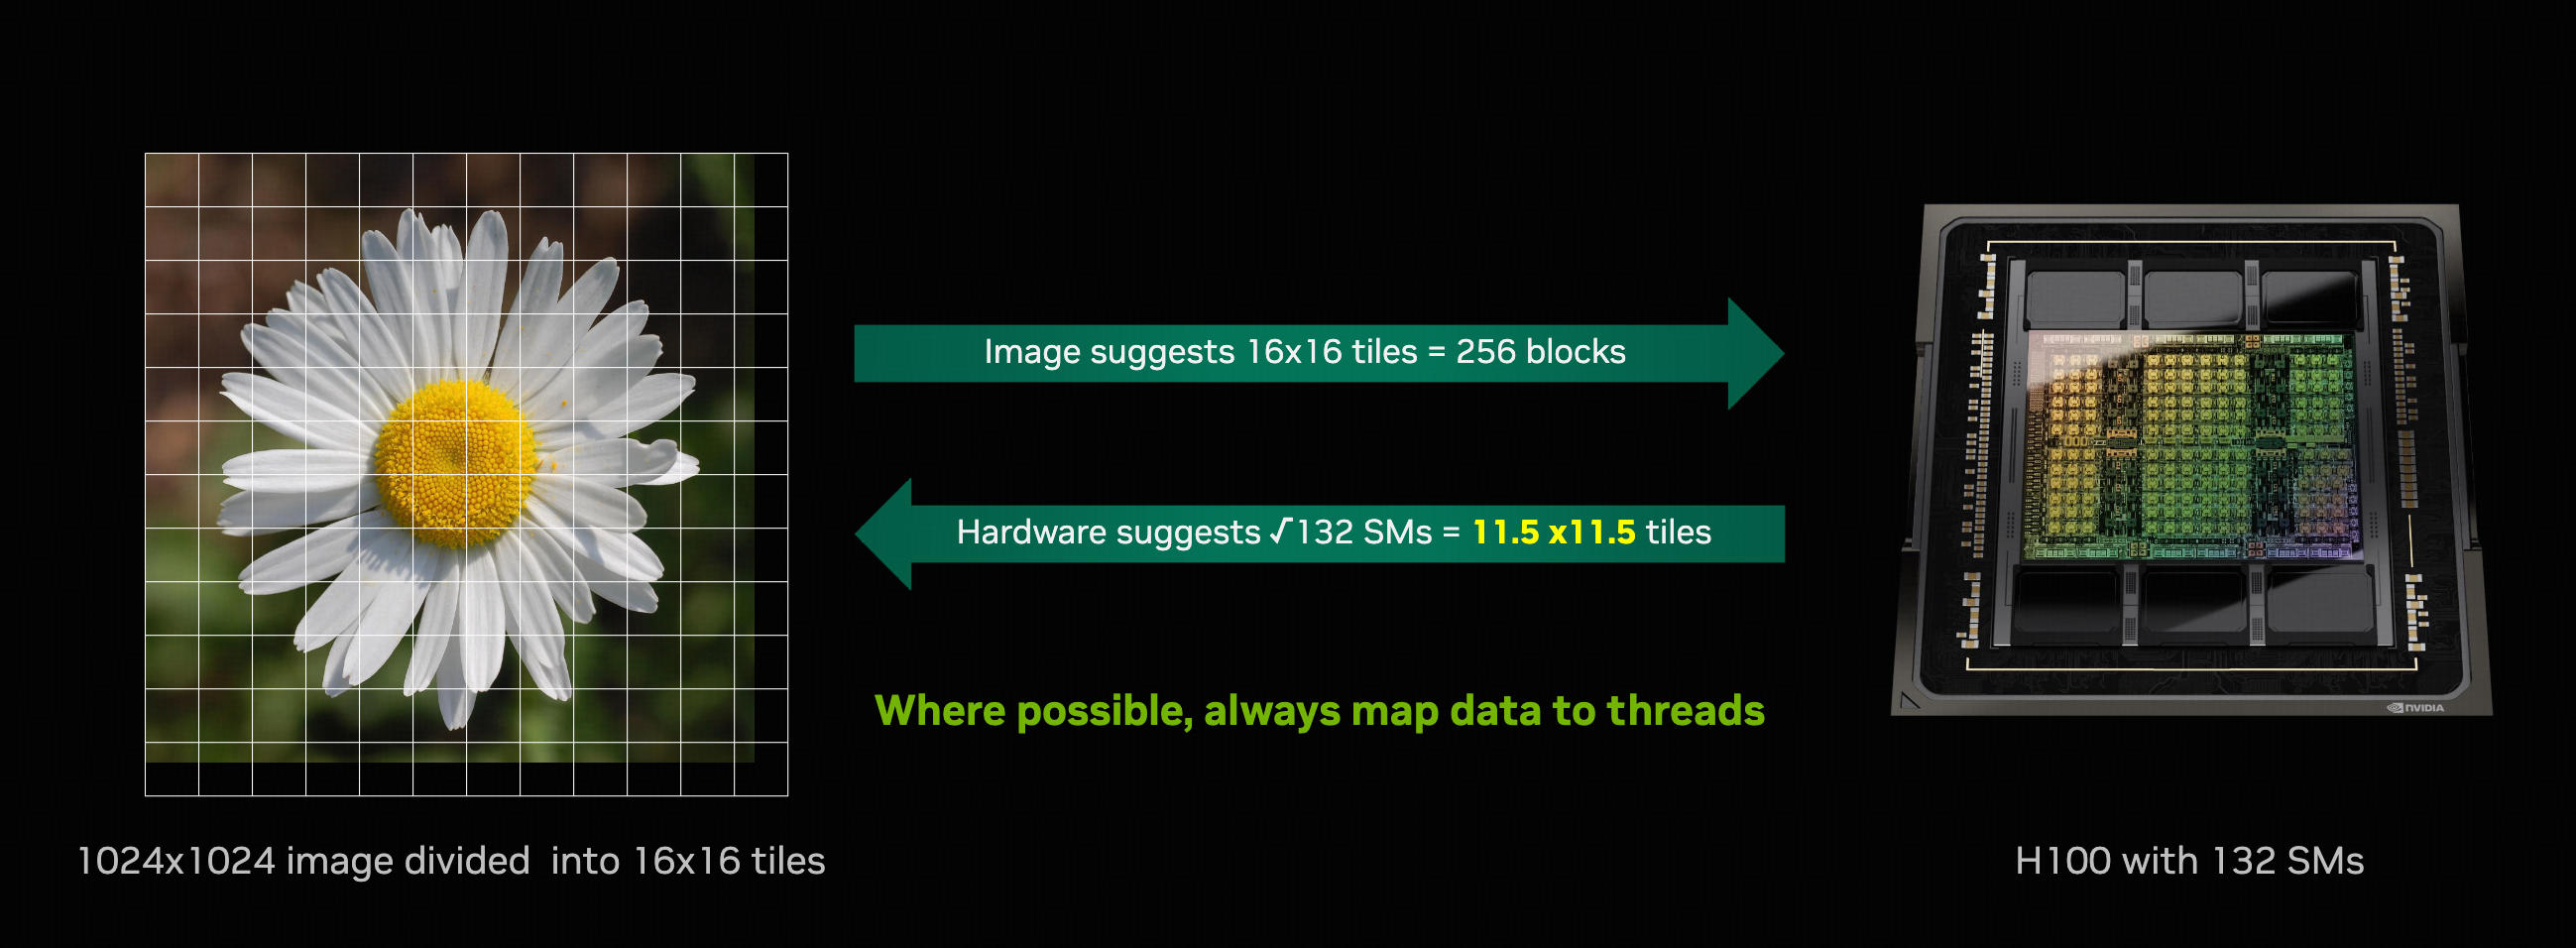 Image suggests 16x16 tiles = 256 blocks
Hardware suggests √132 SMs = 11.5 x11.5 tiles
Where possible, always map data to threads
NVIDIA
1024x1024 image divided  into 16x16 tiles
H100 with 132 SMs